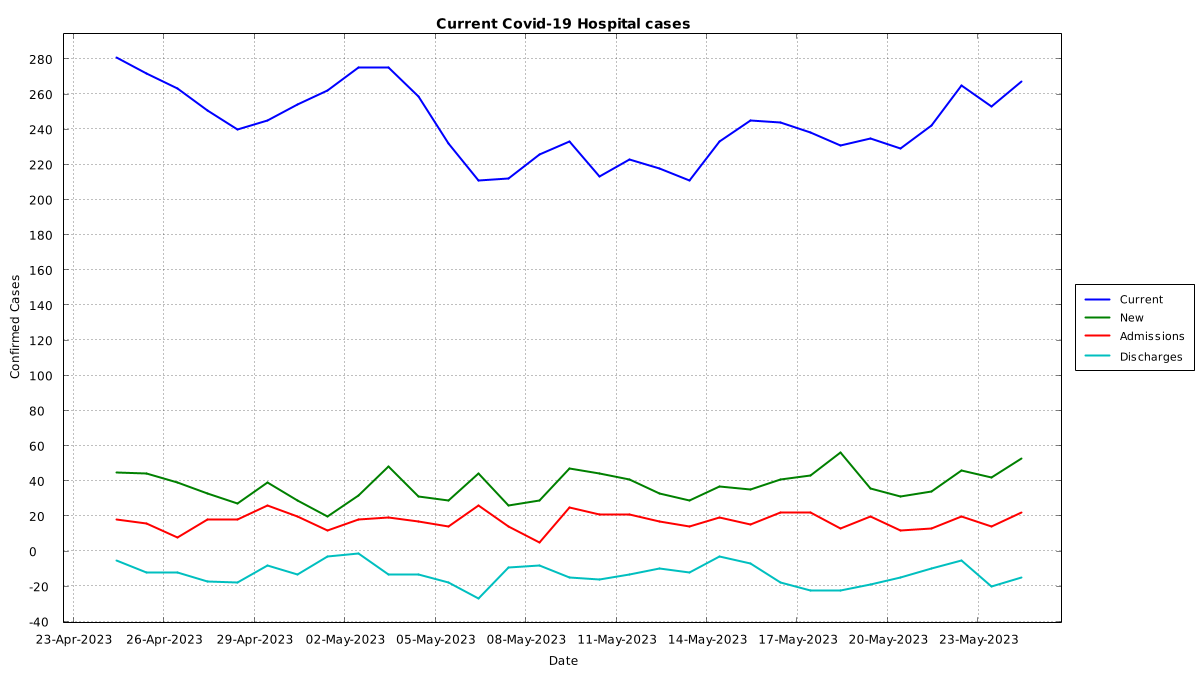 Current Covid-19 Hospital cases
280
260
240
220
200
180
160
140
120
100
80
60
40
20
0
-20
-40
Confirmed Cases
23-Apr-2023 26-Apr-2023 29-Apr-2023 02-May-2023 05-May-2023 08-May-2023 11-May-2023 14-May-2023 17-May-2023 20-May-2023 23-May-2023
Date
Current
New
Admissions
Discharges